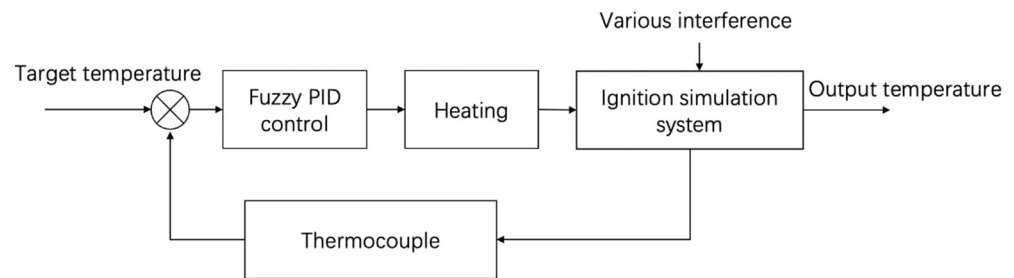 Various interference
Target temperature
Fuzzy PID
control
Heating
Ignition simulation
system
Output temperature
Thermocouple